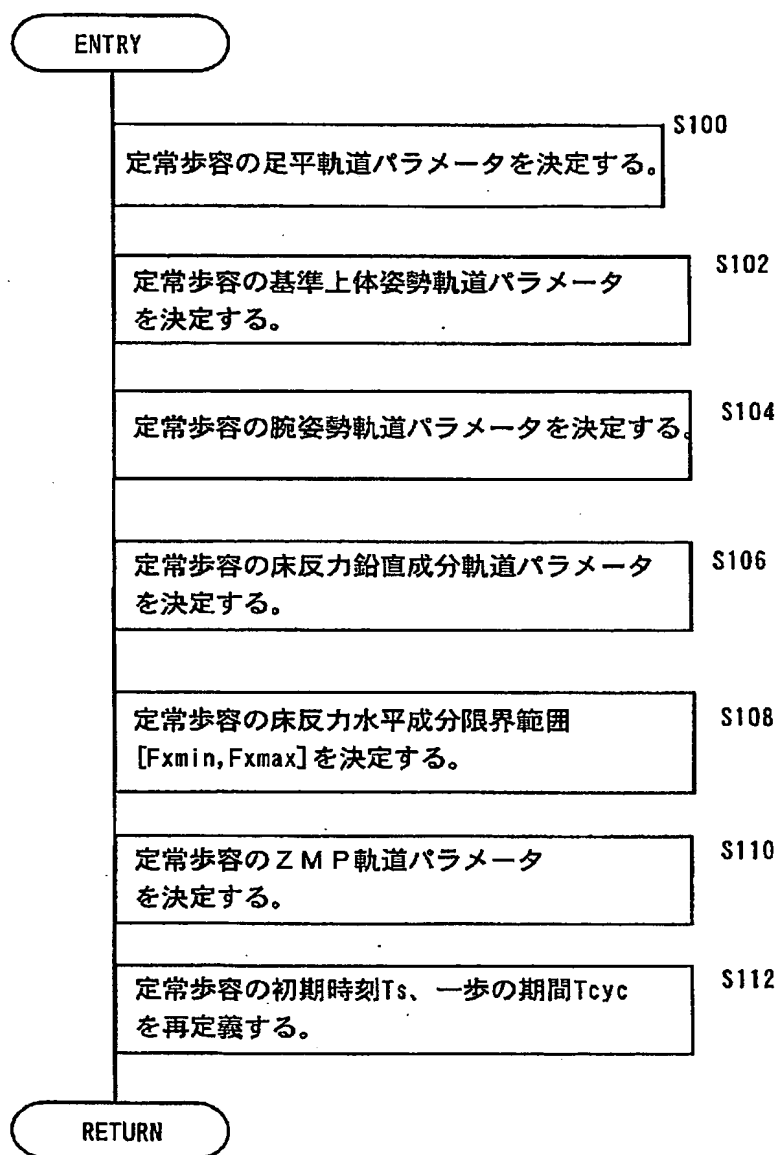 ENTRY
S100
定常歩容の足平軌道パラメータを決定する。
S102
定常歩容の基準上体姿勢軌道パラメータ
を決定する。
S104
定常歩容の腕姿勢軌道パラメータを決定する。
S106
定常歩容の床反力鉛直成分軌道パラメータ
を決定する。
S108
定常歩容の床反力水平成分限界範囲
[Fxmin,Fxmax]を決定する。
S110
定常歩容のＺＭＰ軌道パラメータ
を決定する。
S112
定常歩容の初期時刻Ts、一歩の期間Tcyc
を再定義する。
RETURN